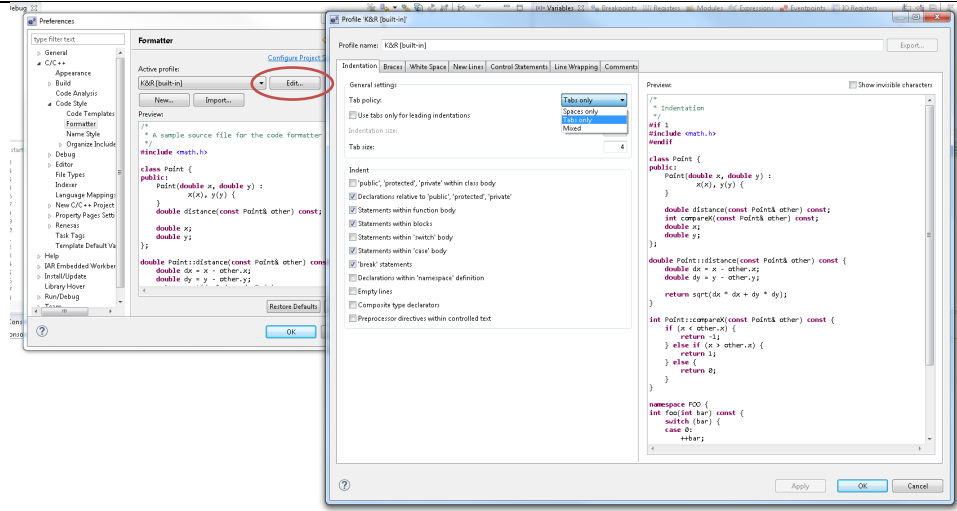 Debug
Variables
Breakpoints
Registers
Modules
Expressions
Eventpoints
IO Registers
Preferences
type filter text
General
C/C++
Appearance
Build
Code Analysis
Code Style
Code Templates
Formatter
Name Style
Organize Include
Debug
Editor
File Types
Indexer
Language Mappings
New C/C++ Project
Property Pages Setti
Renesas
Task Tags
Template Default Va
Help
IAR Embedded Workben
Install/Update
Library Hover
Run/Debug
Team
Formatter
Configure Project S
Active profile:
K&R [built-in]
Edit...
New...
Import...
Preview:
/*
* A sample source file for the code formatter
*/
#include <math.h>
class Point {
public:
Point(double x, double y) :
x(x), y(y) {
}
double distance(const Point& other) const;
double x;
double y;
};
double Point::distance(const Point& other) cons
double dx = x - other.x;
double dy = y - other.y;
Restore Defaults
OK
Profile 'K&R [built-in]'
Profile name:
K&R [built-in]
Export...
Indentation
Braces
White Space
New Lines
Control Statements
Line Wrapping
Comments
General settings
Tab policy:
Tabs only
Spaces only
Tabs only
Mixed
Use tabs only for leading indentations
Indentation size:
Tab size:
4
Indent
'public', 'protected', 'private' within class body
Declarations relative to 'public', 'protected', 'private'
Statements within function body
Statements within blocks
Statements within 'switch' body
Statements within 'case' body
'break' statements
Declarations within 'namespace' definition
Empty lines
Composite type declarators
Preprocessor directives within controlled text
Preview:
Show invisible characters
/*
* Indentation
*/
#if 1
#include <math.h>
#endif
class Point {
public:
Point(double x, double y) :
x(x), y(y) {
}
double distance(const Point& other) const;
int compareX(const Point& other) const;
double x;
double y;
};
double Point::distance(const Point& other) const {
double dx = x - other.x;
double dy = y - other.y;
return sqrt(dx * dx + dy * dy);
}
int Point::compareX(const Point& other) const {
if (x < other.x) {
return -1;
} else if (x > other.x) {
return 1;
} else {
return 0;
}
}
namespace FOO {
int foo(int bar) const {
switch (bar) {
case 0:
++bar;
Apply
OK
Cancel